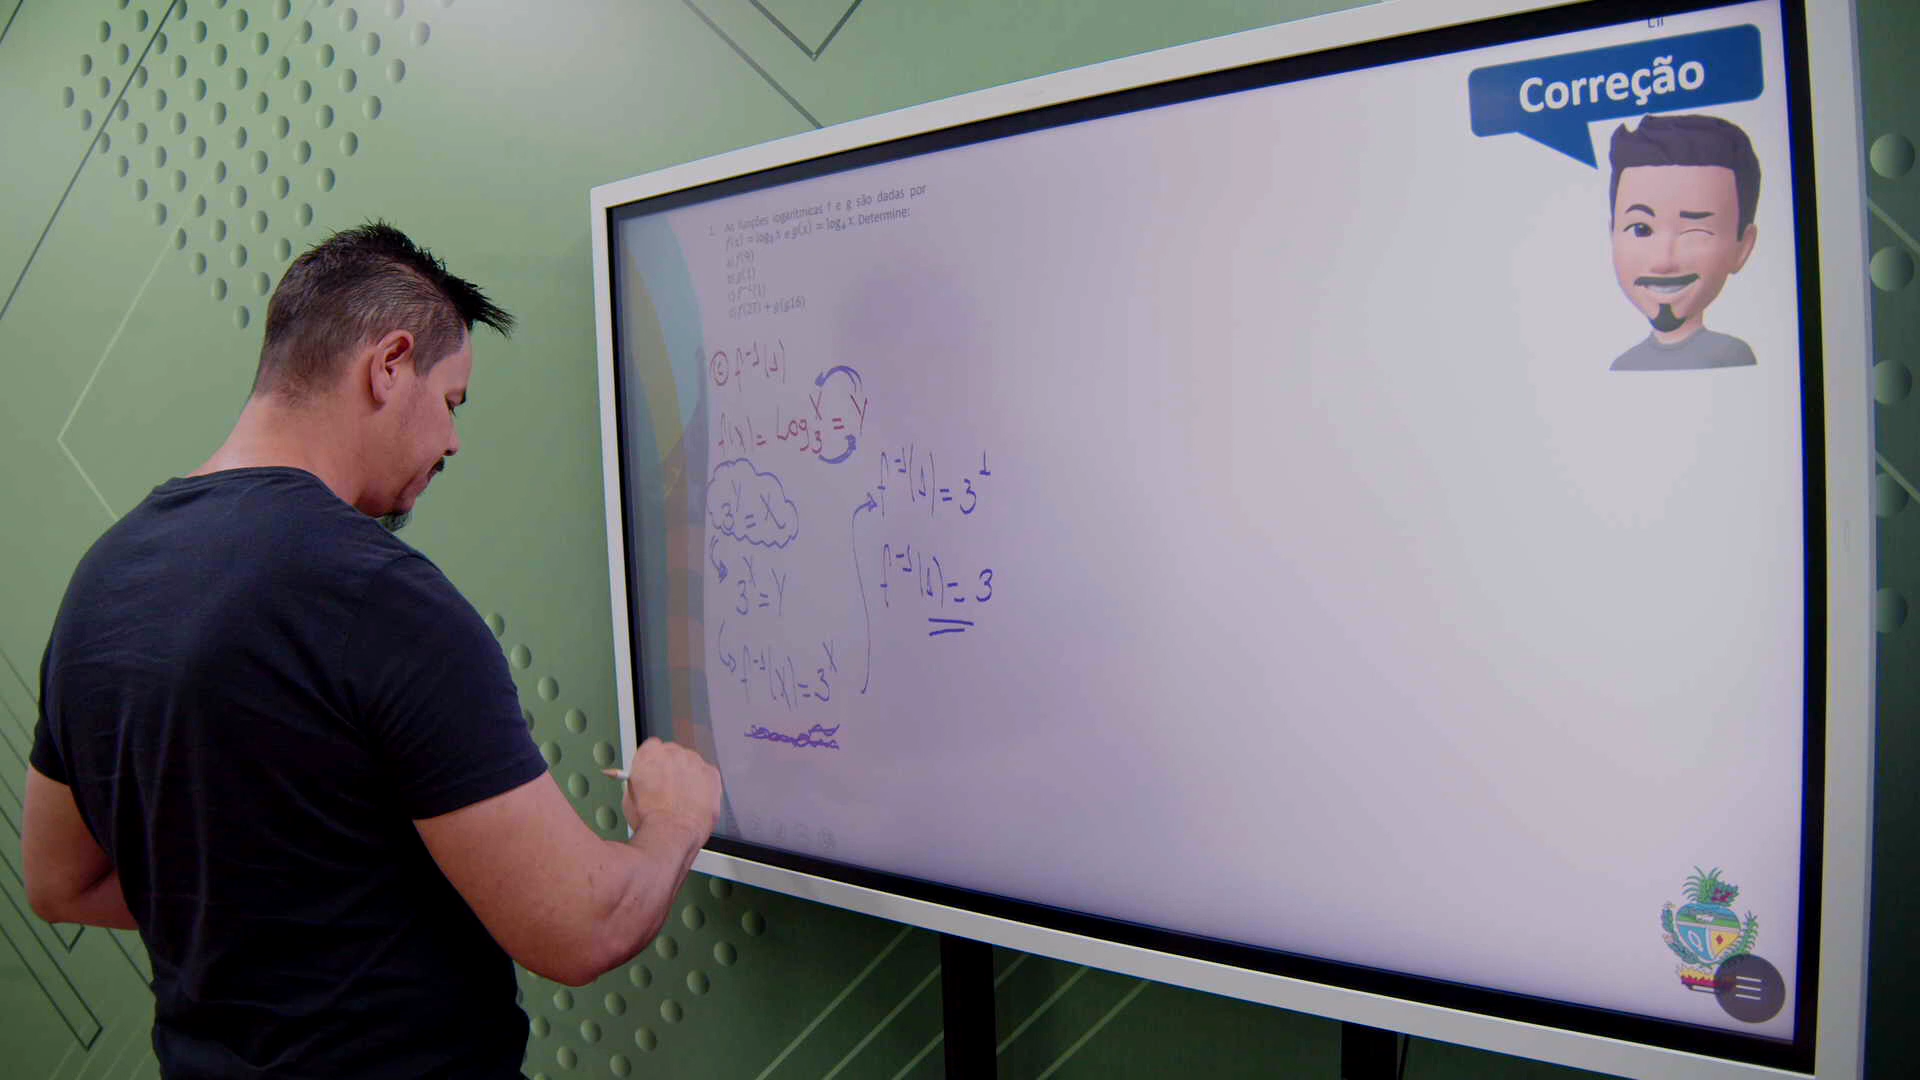 Correção
1. As funções logarítmicas f e g são dadas por
f(x) = log₃ x e g(x) = log₄ x. Determine:
a) f(9)
b) g(1)
c) f⁻¹(1)
d) f(27) + g(g16)
c f⁻¹(1)
f(x) = Log₃ x = y
3ʸ = x
3ˣ = y
f⁻¹(x) = 3ˣ
f⁻¹(1) = 3¹
f⁻¹(1) = 3